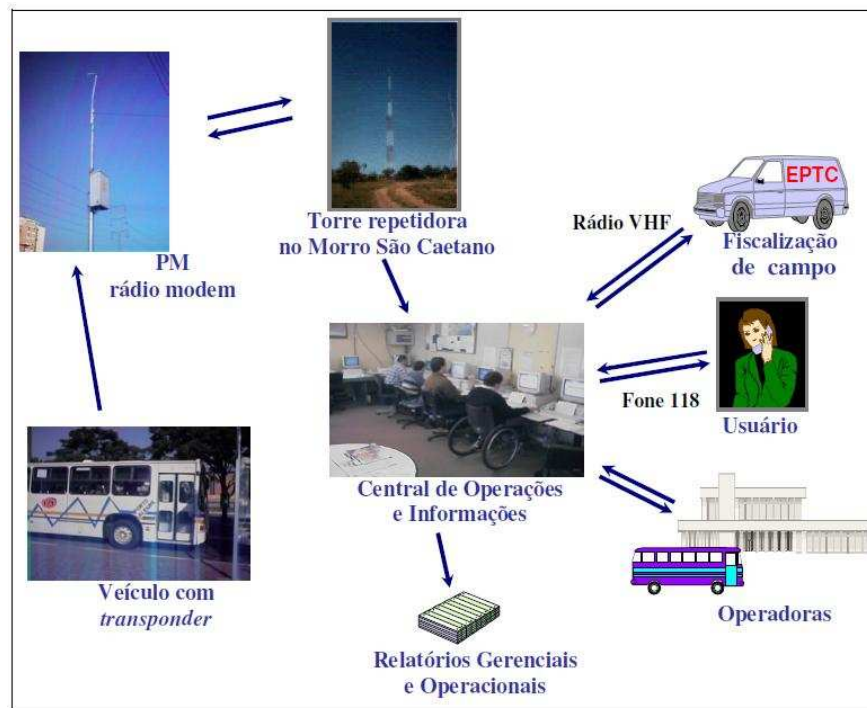 Torre repetidora
no Morro São Caetano
PM
rádio modem
Rádio VHF
EPTC
Fiscalização
de campo
Fone 118
Usuário
Central de Operações
e Informações
Veículo com
transponder
Operadoras
Relatórios Gerenciais
e Operacionais